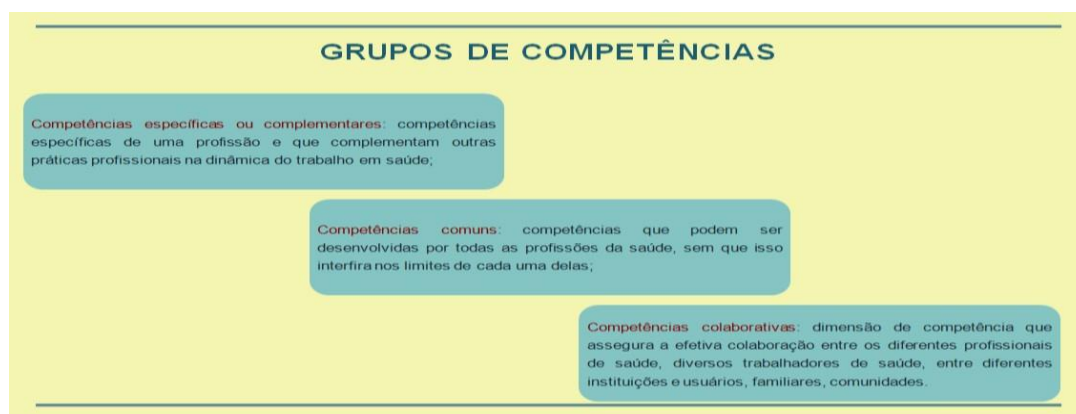 GRUPOS DE COMPETÊNCIAS
Competências específicas ou complementares: competências
específicas de uma profissão e que complementam outras
práticas profissionais na dinâmica do trabalho em saúde;
Competências comuns: competências que podem ser
desenvolvidas por todas as profissões da saúde, sem que isso
interfira nos limites de cada uma delas;
Competências colaborativas: dimensão de competência que
assegura a efetiva colaboração entre os diferentes profissionais
de saúde, diversos trabalhadores de saúde, entre diferentes
instituições e usuários, familiares, comunidades.